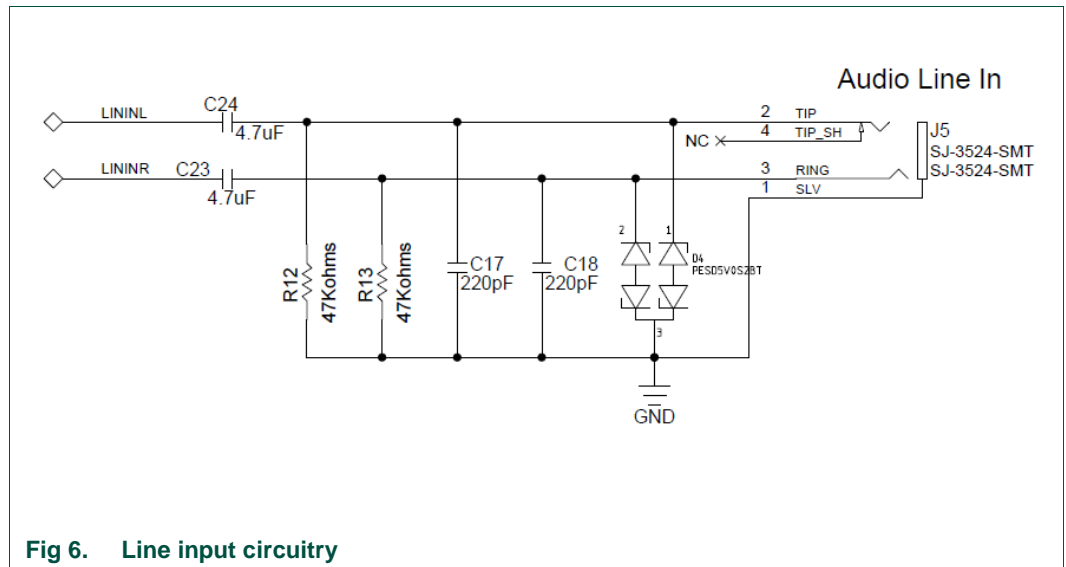 Audio Line In
LININL
C24
4.7uF
2 TIP
4 TIP_SH
NC
J5
SJ-3524-SMT
SJ-3524-SMT
LININR
C23
4.7uF
3 RING
1 SLV
R12
47Kohms
R13
47Kohms
C17
220pF
C18
220pF
2
1
D4
PESD5V0S2BT
3
GND
Fig 6. Line input circuitry